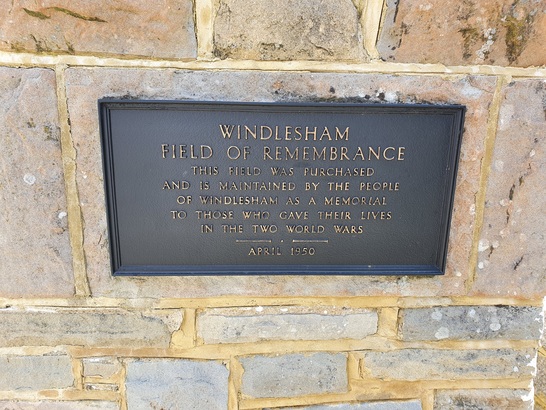 WINDLESHAM
FIELD OF REMEMBRANCE
THIS FIELD WAS PURCHASED
AND IS MAINTAINED BY THE PEOPLE
OF WINDLESHAM AS A MEMORIAL
TO THOSE WHO GAVE THEIR LIVES
IN THE TWO WORLD WARS
APRIL 1950